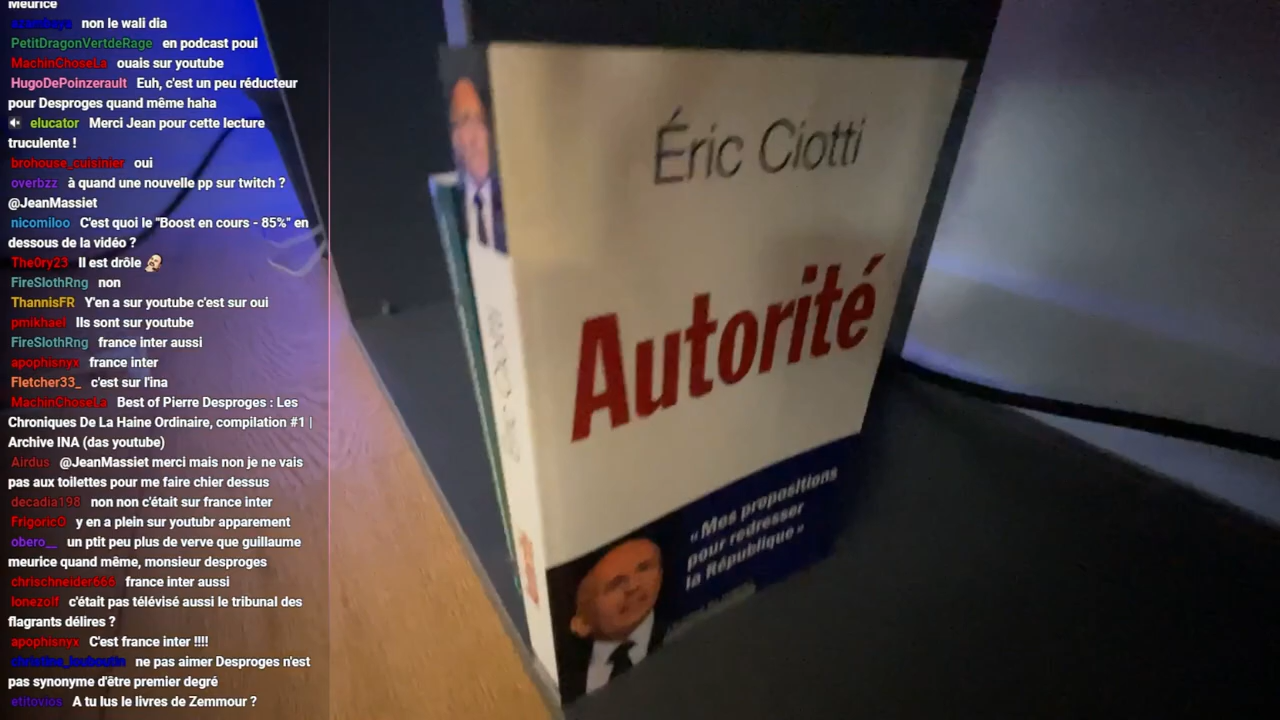 Meurice
non le wali dia
PetitDragonVertdeRage en podcast poui
MachinChoseLa ouais sur youtube
HugoDePoinzerault Euh, c'est un peu réducteur
pour Desproges quand même haha
elucator Merci Jean pour cette lecture
truculente !
brohouse_cuisinier oui
overbzz à quand une nouvelle pp sur twitch ?
@JeanMassiet
nicomiloo C'est quoi le "Boost en cours - 85%" en
dessous de la vidéo ?
The0ry23 Il est drôle
FireSlothRng non
ThannisFR Y'en a sur youtube c'est sur oui
pmikhael Ils sont sur youtube
FireSlothRng france inter aussi
apophisnyx france inter
Fletcher33_ c'est sur l'ina
MachinChoseLa Best of Pierre Desproges : Les
Chroniques De La Haine Ordinaire, compilation #1 |
Archive INA (das youtube)
Airdus @JeanMassiet merci mais non je ne vais
pas aux toilettes pour me faire chier dessus
decadia198 non non c'était sur france inter
FrigoricO y en a plein sur youtubr apparement
obero__ un ptit peu plus de verve que guillaume
meurice quand même, monsieur desproges
chrischneider666 france inter aussi
lonezolf c'était pas télévisé aussi le tribunal des
flagrants délires ?
apophisnyx C'est france inter !!!!
christine_louboutin ne pas aimer Desproges n'est
pas synonyme d'être premier degré
etitovios A tu lus le livres de Zemmour ?
Éric Ciotti
Autorité
« Mes propositions
pour redresser
la République »